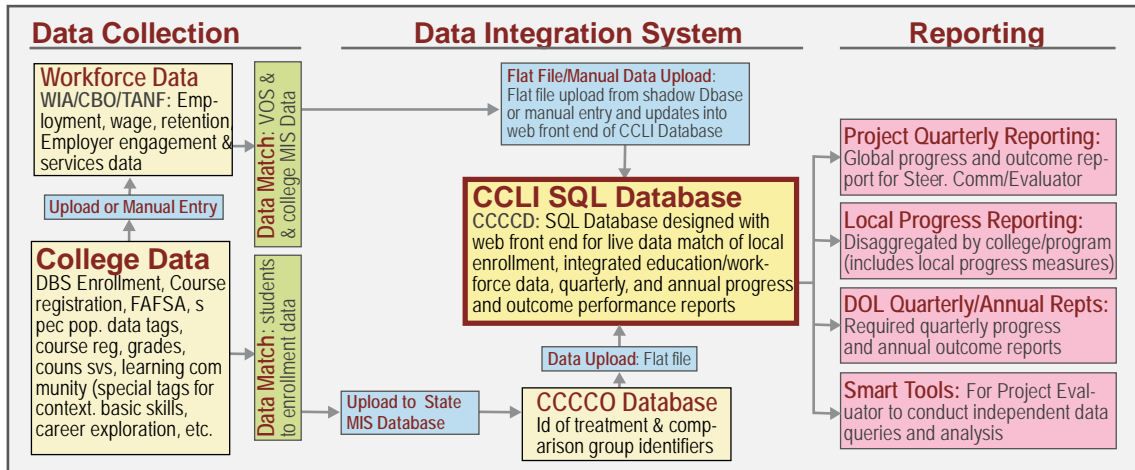 Data Collection
Data Integration System
Reporting
Workforce Data
WIA/CBO/TANF: Emp-
loyment, wage, retention,
Employer engagement &
services data
Upload or Manual Entry
College Data
DBS Enrollment, Course
registration, FAFSA, s
pec pop. data tags,
course reg, grades,
couns svs, learning com
munity (special tags for
context. basic skills,
career exploration, etc.
Data Match: VOS &
& college MIS Data
Data Match: students
to enrollment data
Flat File/Manual Data Upload:
Flat file upload from shadow Dbase
or manual entry and updates into
web front end of CCLI Database
CCLI SQL Database
CCCCD: SQL Database designed with
web front end for live data match of local
enrollment, integrated education/work-
force data, quarterly, and annual progress
and outcome performance reports
Data Upload: Flat file
Upload to State
MIS Database
CCCCO Database
Id of treatment & comp-
arison group identifiers
Project Quarterly Reporting:
Global progress and outcome rep-
port for Steer. Comm/Evaluator
Local Progress Reporting:
Disaggregated by college/program
(includes local progress measures)
DOL Quarterly/Annual Repts:
Required quarterly progress
and annual outcome reports
Smart Tools: For Project Eval-
uator to conduct independent data
queries and analysis